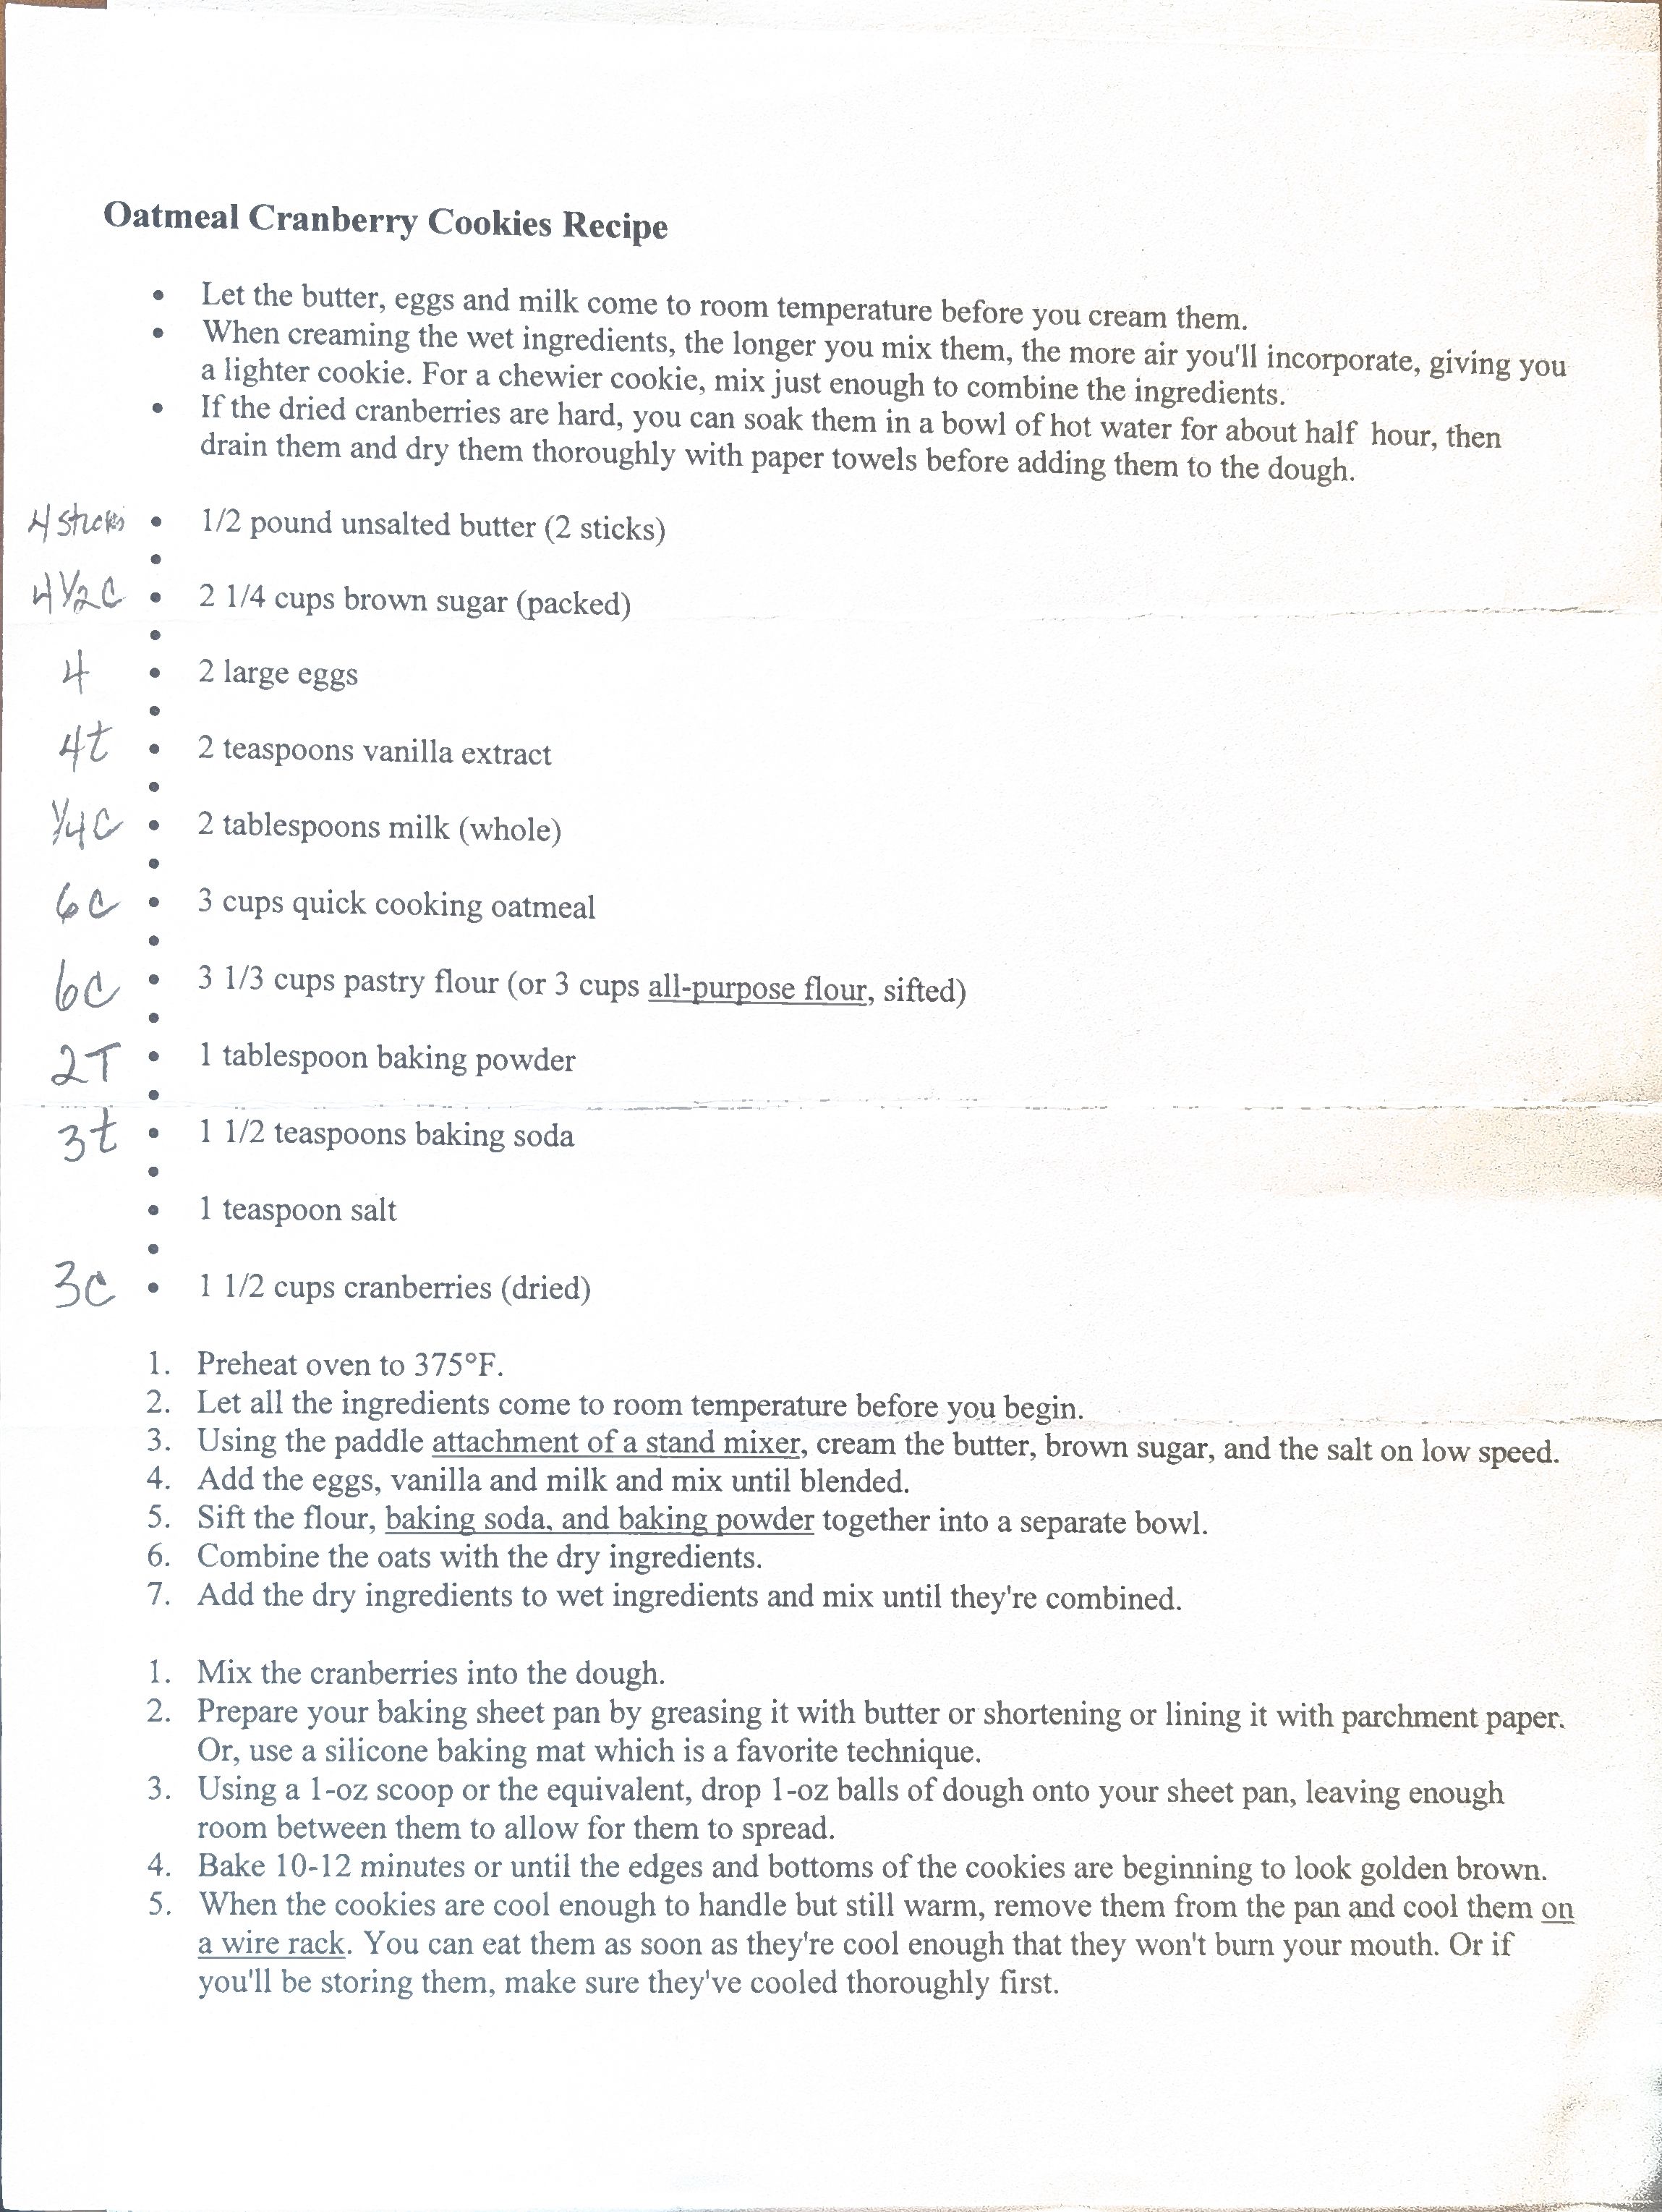 Oatmeal Cranberry Cookies Recipe
• Let the butter, eggs and milk come to room temperature before you cream them.
• When creaming the wet ingredients, the longer you mix them, the more air you'll incorporate, giving you
a lighter cookie. For a chewier cookie, mix just enough to combine the ingredients.
• If the dried cranberries are hard, you can soak them in a bowl of hot water for about half hour, then
drain them and dry them thoroughly with paper towels before adding them to the dough.
4 sticks • 1/2 pound unsalted butter (2 sticks)
•
4 1/2 C • 2 1/4 cups brown sugar (packed)
•
4 • 2 large eggs
•
4t • 2 teaspoons vanilla extract
•
1/4 C • 2 tablespoons milk (whole)
•
6C • 3 cups quick cooking oatmeal
•
6C • 3 1/3 cups pastry flour (or 3 cups all-purpose flour, sifted)
•
2T • 1 tablespoon baking powder
•
3t • 1 1/2 teaspoons baking soda
•
• 1 teaspoon salt
•
3C • 1 1/2 cups cranberries (dried)
1. Preheat oven to 375°F.
2. Let all the ingredients come to room temperature before you begin.
3. Using the paddle attachment of a stand mixer, cream the butter, brown sugar, and the salt on low speed.
4. Add the eggs, vanilla and milk and mix until blended.
5. Sift the flour, baking soda, and baking powder together into a separate bowl.
6. Combine the oats with the dry ingredients.
7. Add the dry ingredients to wet ingredients and mix until they're combined.
1. Mix the cranberries into the dough.
2. Prepare your baking sheet pan by greasing it with butter or shortening or lining it with parchment paper.
Or, use a silicone baking mat which is a favorite technique.
3. Using a 1-oz scoop or the equivalent, drop 1-oz balls of dough onto your sheet pan, leaving enough
room between them to allow for them to spread.
4. Bake 10-12 minutes or until the edges and bottoms of the cookies are beginning to look golden brown.
5. When the cookies are cool enough to handle but still warm, remove them from the pan and cool them on
a wire rack. You can eat them as soon as they're cool enough that they won't burn your mouth. Or if
you'll be storing them, make sure they've cooled thoroughly first.